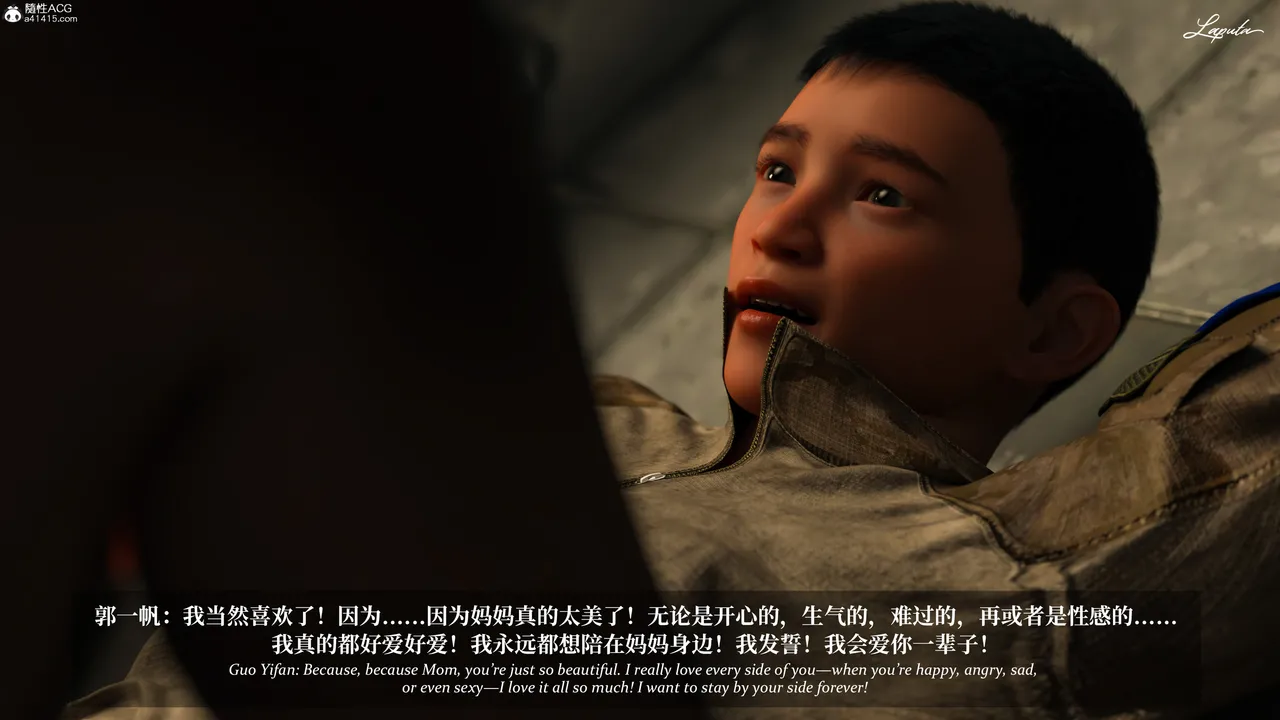 隨性ACG
a41415.com
Laputa
郭一帆：我当然喜欢了！因为……因为妈妈真的太美了！无论是开心的，生气的，难过的，再或者是性感的……
我真的都好爱好爱！我永远都想陪在妈妈身边！我发誓！我会爱你一辈子！
Guo Yifan: Because, because Mom, you’re just so beautiful. I really love every side of you—when you’re happy, angry, sad,
or even sexy—I love it all so much! I want to stay by your side forever!